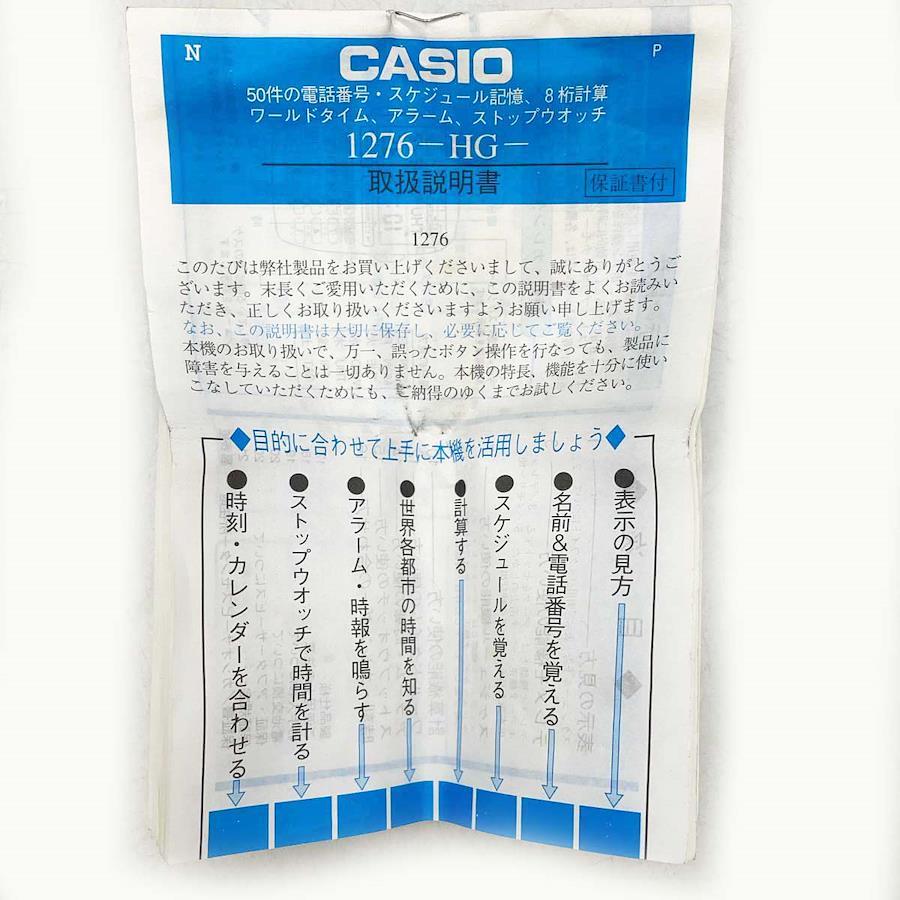 N
P
CASIO
50件の電話番号・スケジュール記憶、8桁計算
ワールドタイム、アラーム、ストップウオッチ
1276－HG－
取扱説明書
保証書付
1276
このたびは弊社製品をお買い上げくださいまして、誠にありがとうご
ざいます。末長くご愛用いただくために、この説明書をよくお読みい
ただき、正しくお取り扱いくださいますようお願い申し上げます。
なお、この説明書は大切に保存し、必要に応じてご覧ください。
本機のお取り扱いで、万一、誤ったボタン操作を行なっても、製品に
障害を与えることは一切ありません。本機の特長、機能を十分に使い
こなしていただくためにも、ご納得のゆくまでお試しください。
◆目的に合わせて上手に本機を活用しましょう◆
●表示の見方
●名前&電話番号を覚える
●スケジュールを覚える
●計算する
●世界各都市の時間を知る
●アラーム・時報を鳴らす
●ストップウオッチで時間を計る
●時刻・カレンダーを合わせる